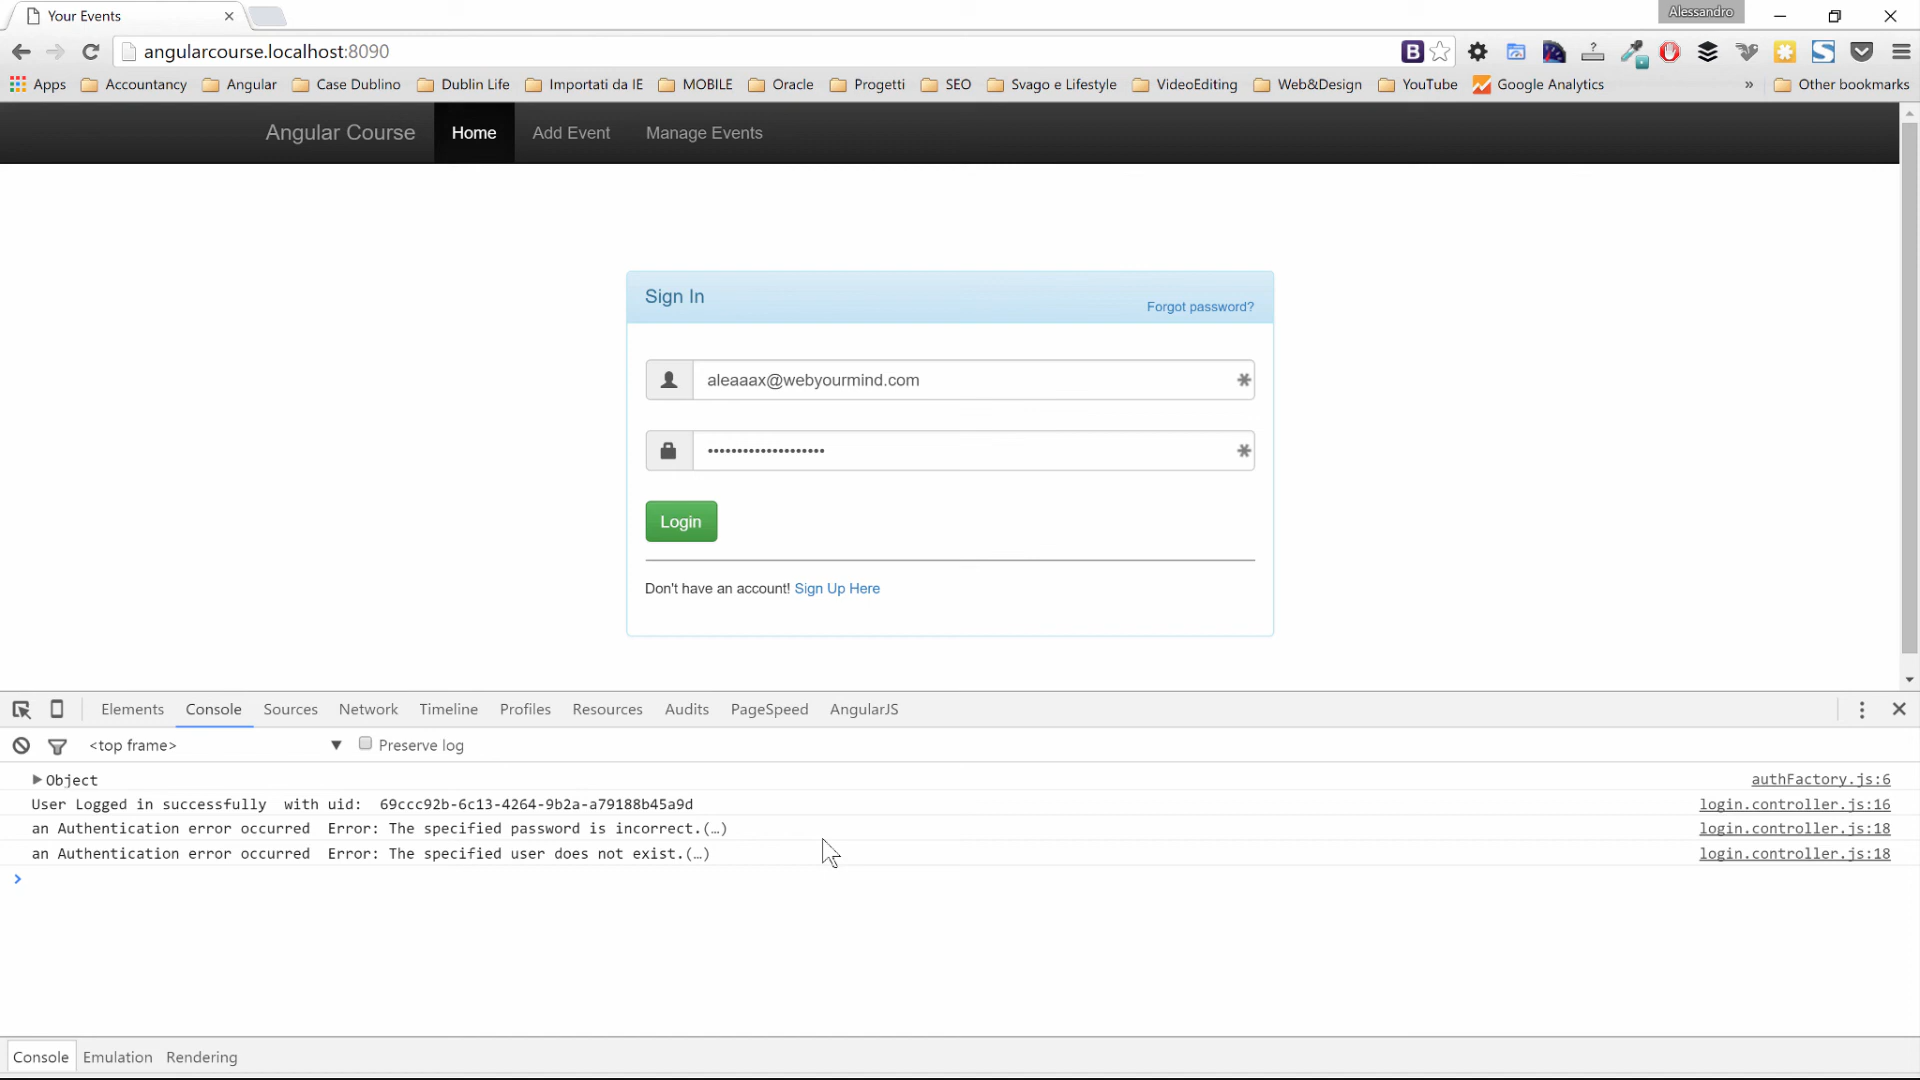 Your Events
Alessandro
angularcourse.localhost:8090
Apps Accountancy Angular Case Dublino Dublin Life Importati da IE MOBILE Oracle Progetti SEO Svago e Lifestyle VideoEditing Web&Design YouTube Google Analytics » Other bookmarks
Angular Course Home Add Event Manage Events
Sign In
Forgot password?
aleaaax@webyourmind.com
Login
Don't have an account! Sign Up Here
Elements Console Sources Network Timeline Profiles Resources Audits PageSpeed AngularJS
<top frame> Preserve log
Object authFactory.js:6
User Logged in successfully with uid: 69ccc92b-6c13-4264-9b2a-a79188b45a9d login.controller.js:16
an Authentication error occurred Error: The specified password is incorrect.(…) login.controller.js:18
an Authentication error occurred Error: The specified user does not exist.(…) login.controller.js:18
Console Emulation Rendering